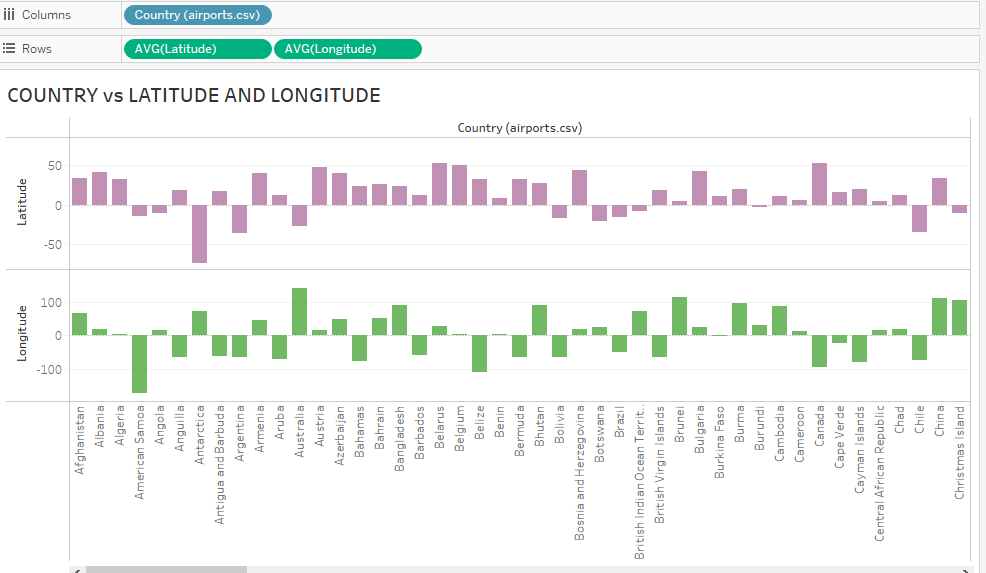 Columns
Country (airports.csv)
Rows
AVG(Latitude)
AVG(Longitude)
COUNTRY vs LATITUDE AND LONGITUDE
Country (airports.csv)
Latitude
50
0
-50
Longitude
100
0
-100
Afghanistan
Albania
Algeria
American Samoa
Angola
Anguilla
Antarctica
Antigua and Barbuda
Argentina
Armenia
Aruba
Australia
Austria
Azerbaijan
Bahamas
Bahrain
Bangladesh
Barbados
Belarus
Belgium
Belize
Benin
Bermuda
Bhutan
Bolivia
Bosnia and Herzegovina
Botswana
Brazil
British Indian Ocean Territ..
British Virgin Islands
Brunei
Bulgaria
Burkina Faso
Burma
Burundi
Cambodia
Cameroon
Canada
Cape Verde
Cayman Islands
Central African Republic
Chad
Chile
China
Christmas Island